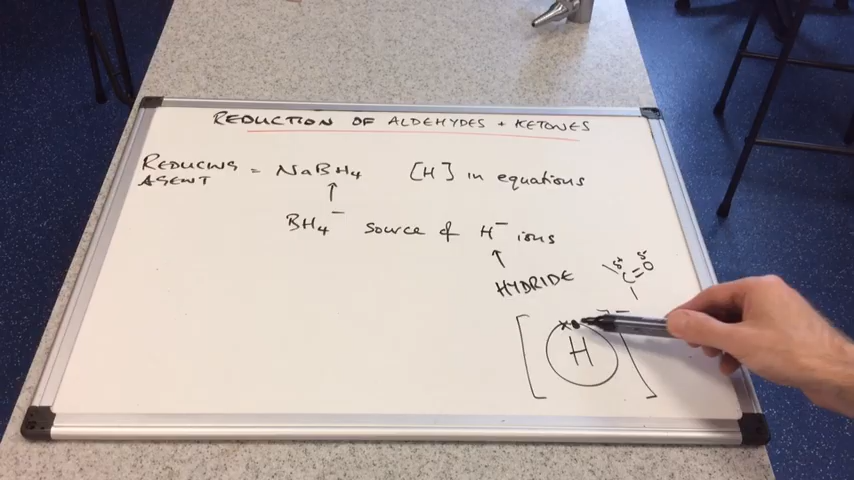 REDUCTION OF ALDEHYDES + KETONES
REDUCING AGENT = NaBH4 [H] in equations
↑
BH4⁻ source of H⁻ ions
↑
HYDRIDE
δ+ δ-
C=O
[H]⁻